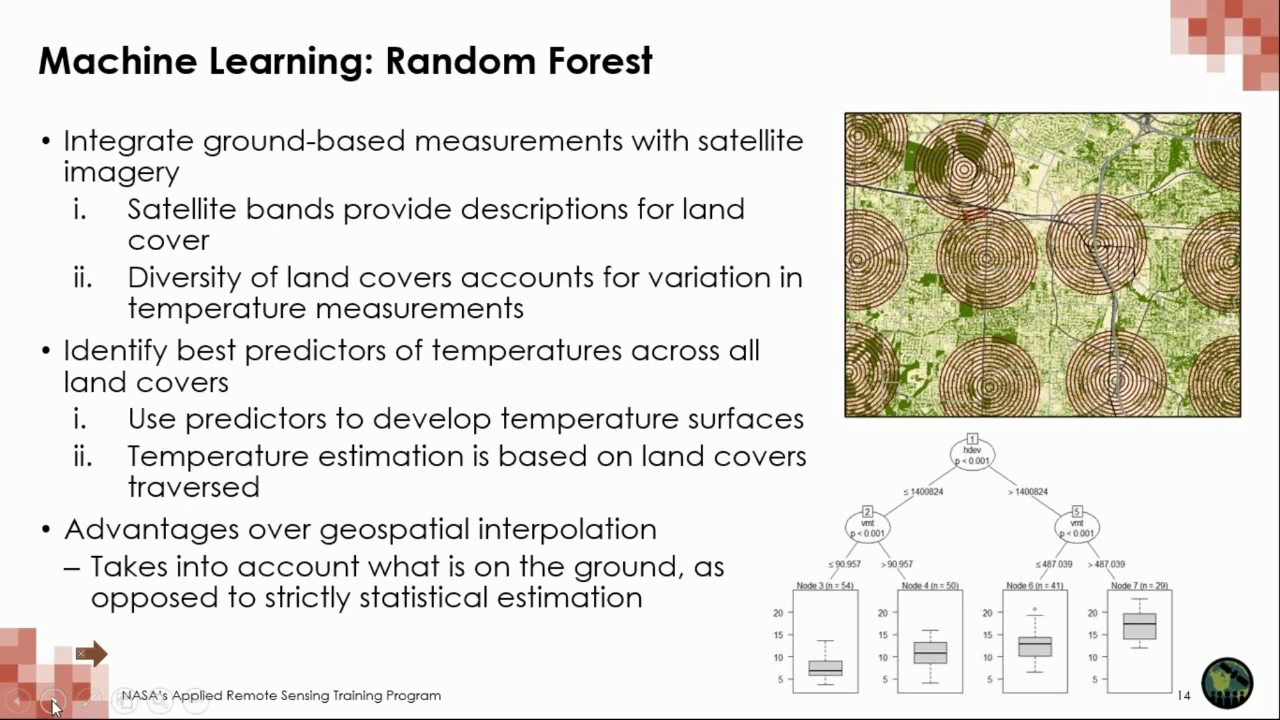 Machine Learning: Random Forest
• Integrate ground-based measurements with satellite
imagery
i. Satellite bands provide descriptions for land
cover
ii. Diversity of land covers accounts for variation in
temperature measurements
• Identify best predictors of temperatures across all
land covers
i. Use predictors to develop temperature surfaces
ii. Temperature estimation is based on land covers
traversed
• Advantages over geospatial interpolation
– Takes into account what is on the ground, as
opposed to strictly statistical estimation
1
hdev
p < 0.001
≤ 1400824 > 1400824
2 5
vmt vmt
p < 0.001 p < 0.001
≤ 90.957 > 90.957 ≤ 487.039 > 487.039
Node 3 (n = 54) Node 4 (n = 50) Node 6 (n = 41) Node 7 (n = 29)
20 20 20 20
15 15 15 15
10 10 10 10
5 5 5 5
NASA's Applied Remote Sensing Training Program 14